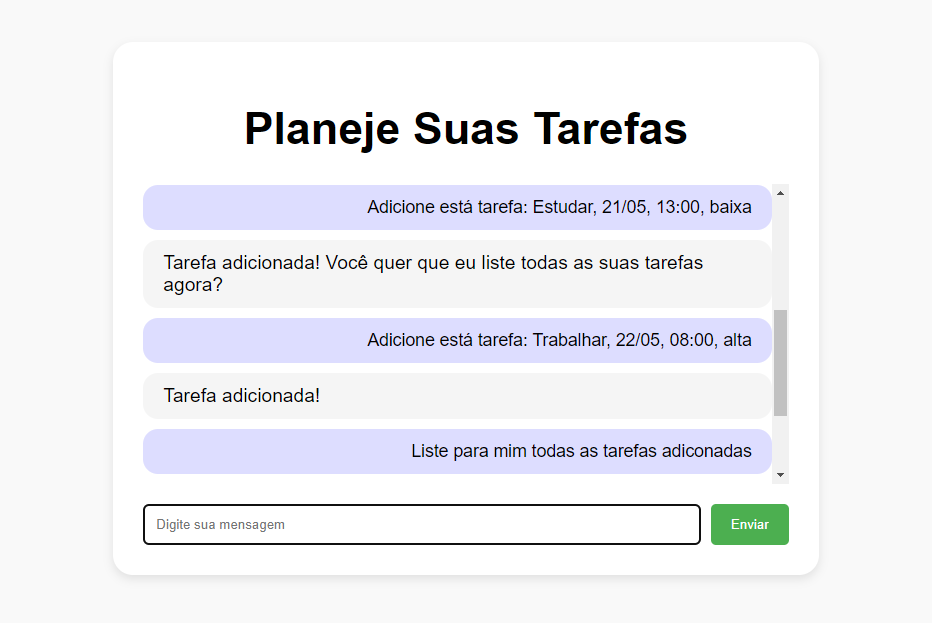 Planeje Suas Tarefas
Adicione está tarefa: Estudar, 21/05, 13:00, baixa
Tarefa adicionada! Você quer que eu liste todas as suas tarefas
agora?
Adicione está tarefa: Trabalhar, 22/05, 08:00, alta
Tarefa adicionada!
Liste para mim todas as tarefas adiconadas
Digite sua mensagem
Enviar